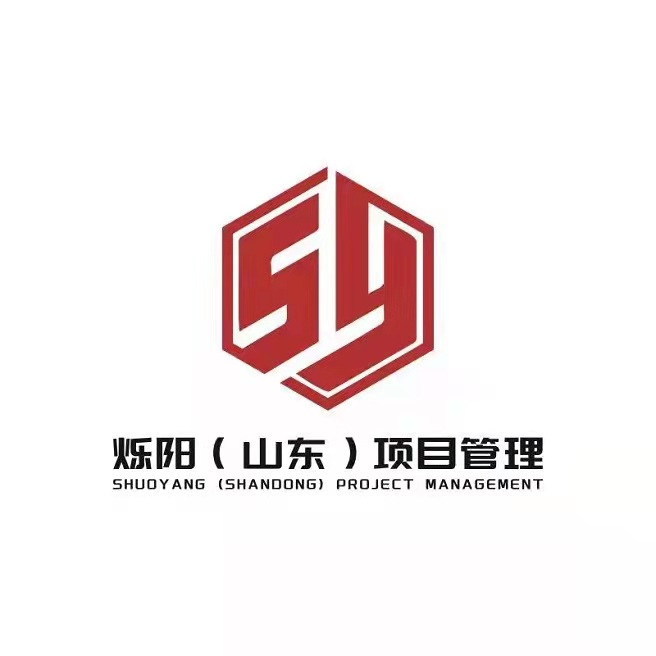 SY
烁阳（山东）项目管理
SHUOYANG (SHANDONG) PROJECT MANAGEMENT